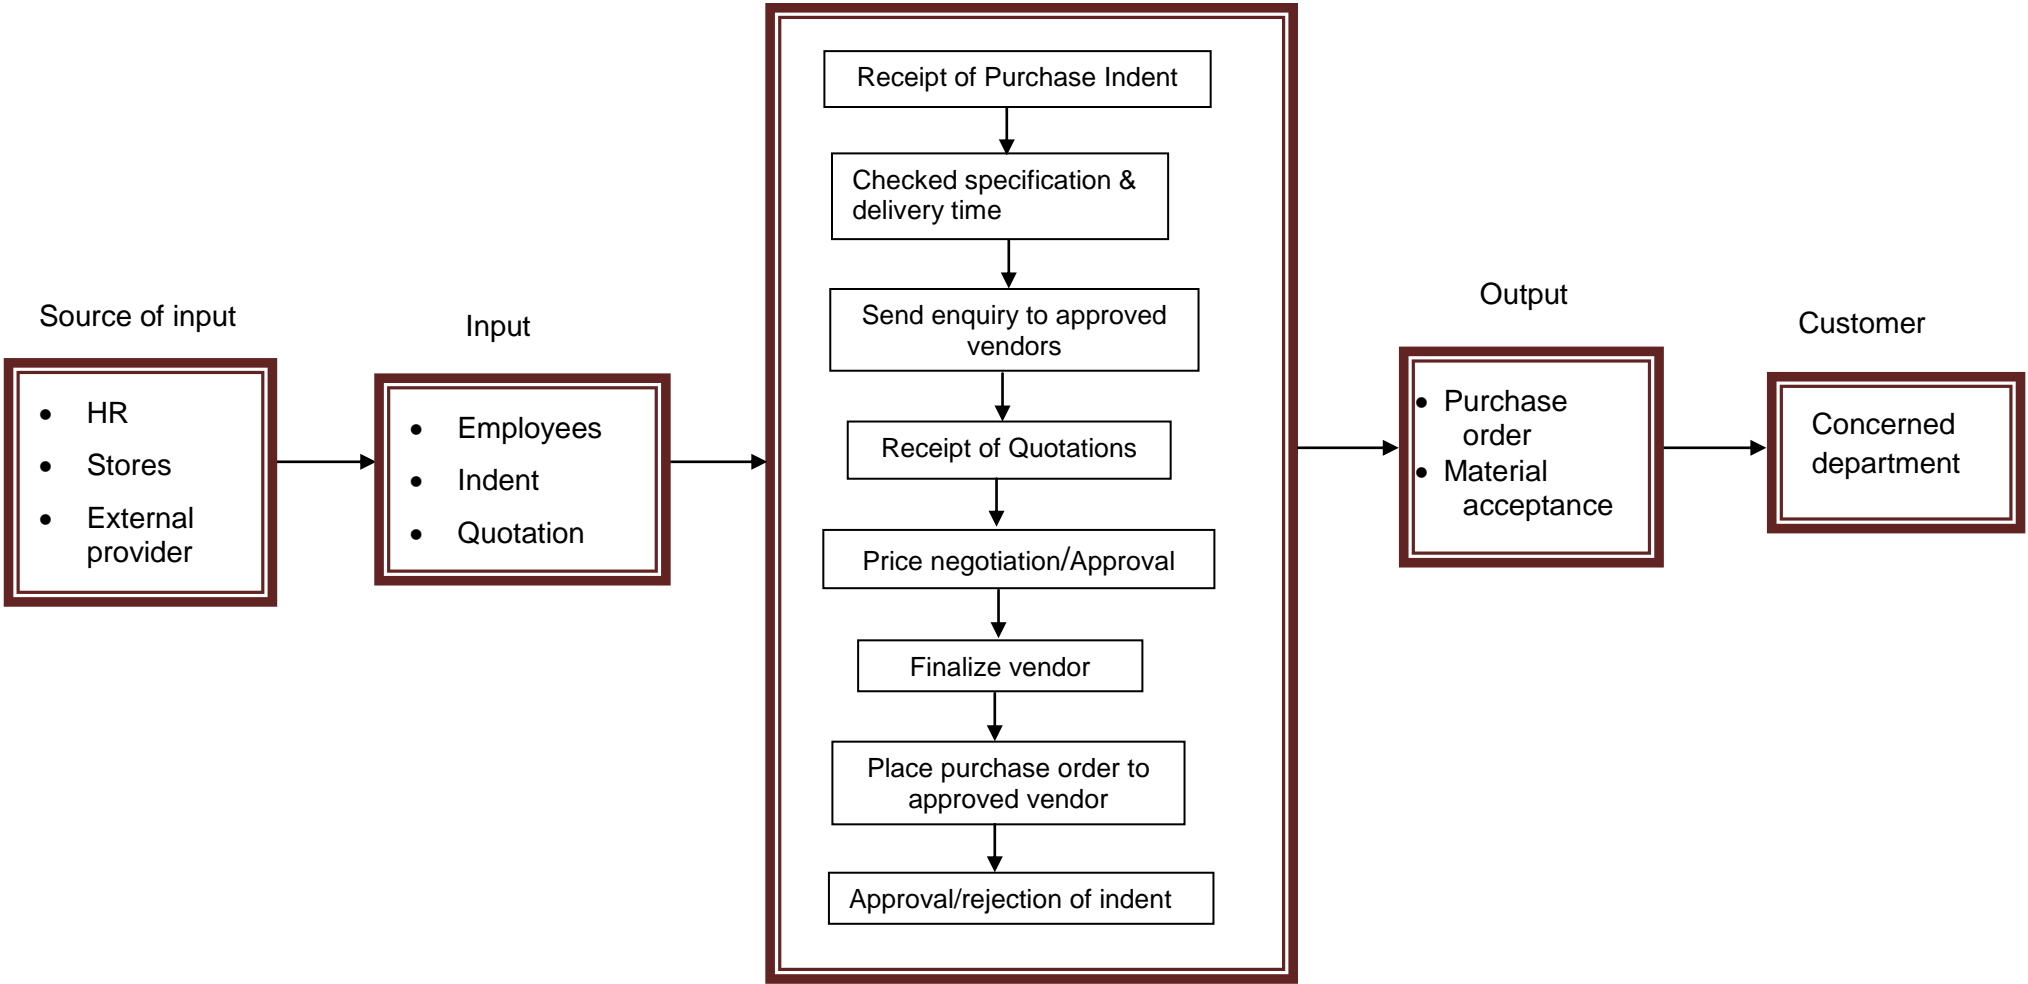 Source of input
• HR
• Stores
• External
provider
Input
• Employees
• Indent
• Quotation
Receipt of Purchase Indent
Checked specification &
delivery time
Send enquiry to approved
vendors
Receipt of Quotations
Price negotiation/Approval
Finalize vendor
Place purchase order to
approved vendor
Approval/rejection of indent
Output
• Purchase
order
• Material
acceptance
Customer
Concerned
department